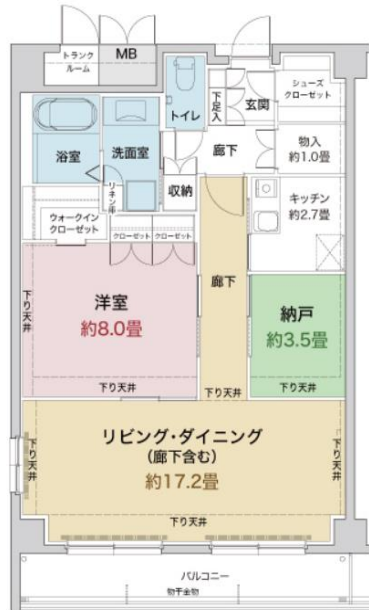 トランク
ルーム
MB
トイレ
下足入
玄関
シューズ
クローゼット
浴室
洗面室
廊下
物入
約1.0畳
リネン庫
収納
キッチン
約2.7畳
ウォークイン
クローゼット
クローゼット
クローゼット
下り天井
洋室
約8.0畳
廊下
納戸
約3.5畳
下り天井
下り天井
下り天井
下り天井
リビング・ダイニング
(廊下含む)
約17.2畳
下り天井
下り天井
バルコニー
物干金物